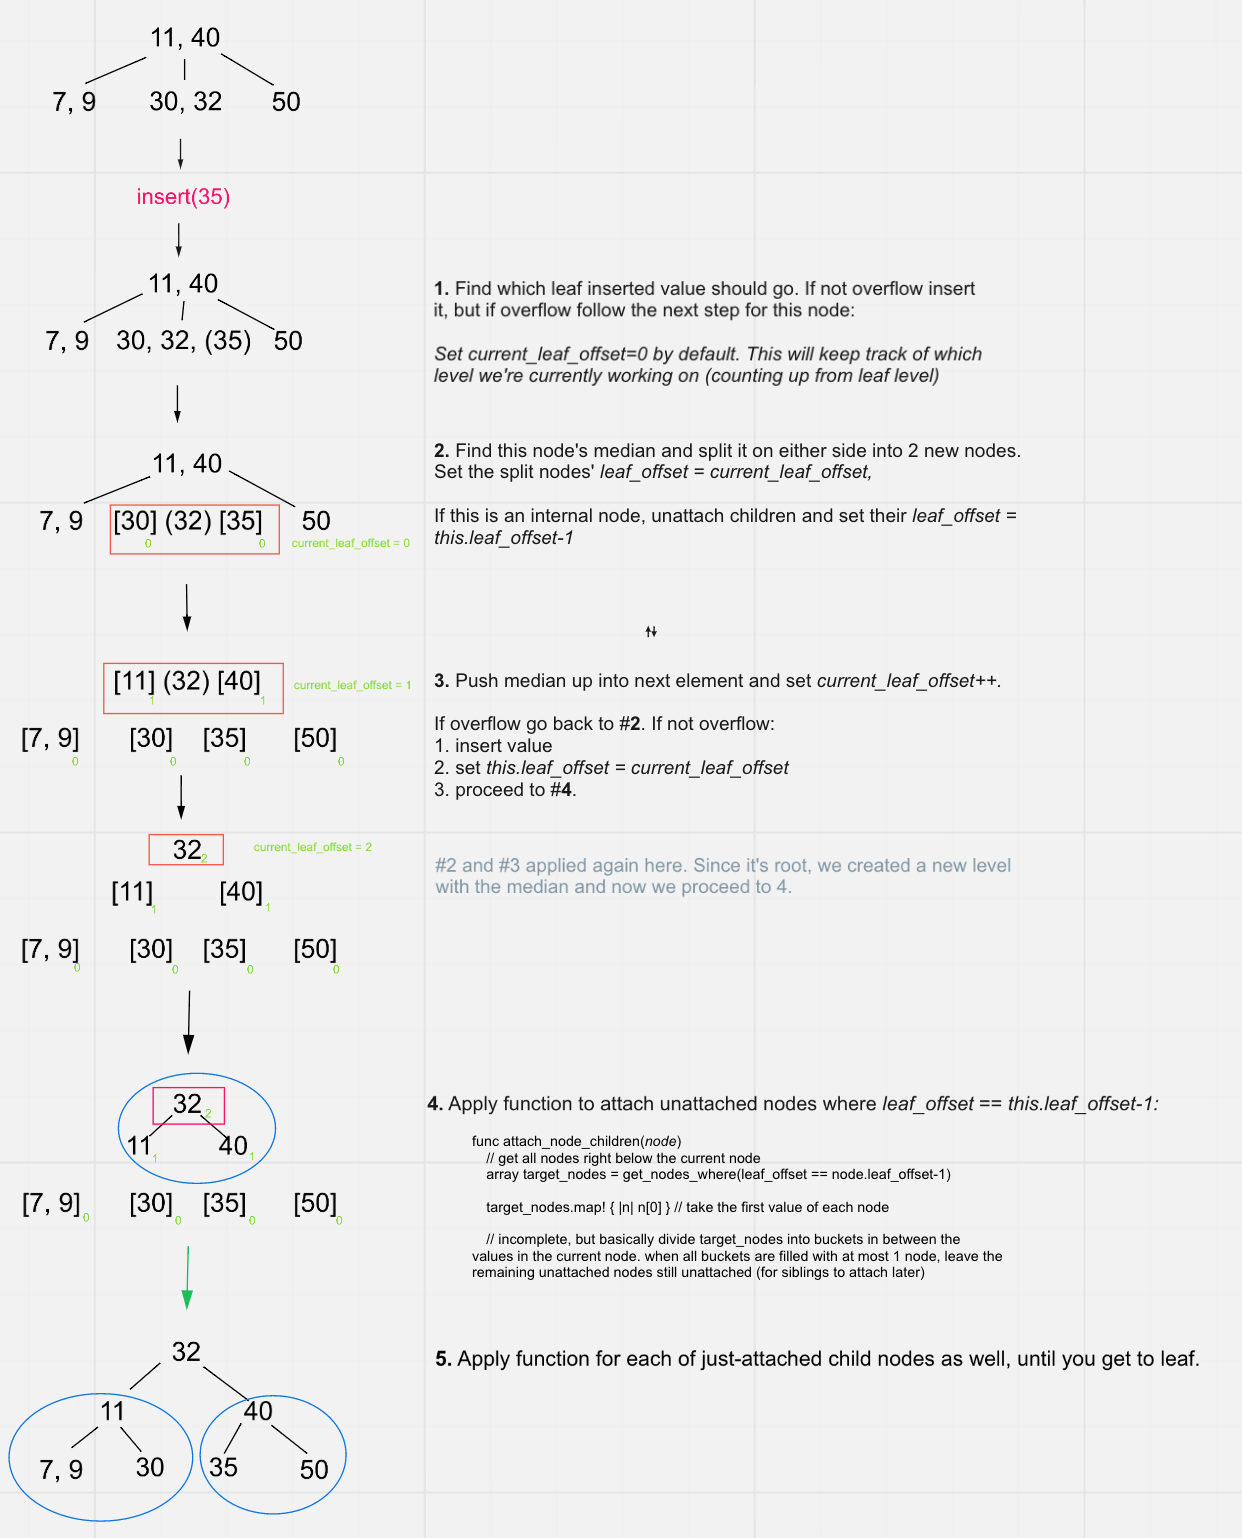 11, 40
7, 9 30, 32 50
insert(35)
11, 40
7, 9 30, 32, (35) 50
1. Find which leaf inserted value should go. If not overflow insert
it, but if overflow follow the next step for this node:
Set current_leaf_offset=0 by default. This will keep track of which
level we're currently working on (counting up from leaf level)
11, 40
7, 9 [30] (32) [35] 50
0 0 current_leaf_offset = 0
2. Find this node's median and split it on either side into 2 new nodes.
Set the split nodes' leaf_offset = current_leaf_offset,
If this is an internal node, unattach children and set their leaf_offset =
this.leaf_offset-1
[11] (32) [40] current_leaf_offset = 1
1 1
[7, 9] [30] [35] [50]
0 0 0 0
3. Push median up into next element and set current_leaf_offset++.
If overflow go back to #2. If not overflow:
1. insert value
2. set this.leaf_offset = current_leaf_offset
3. proceed to #4.
32 2 current_leaf_offset = 2
[11] [40]
1 1
[7, 9] [30] [35] [50]
0 0 0 0
#2 and #3 applied again here. Since it's root, we created a new level
with the median and now we proceed to 4.
32 2
11 1 40 1
[7, 9] [30] [35] [50]
0 0 0 0
4. Apply function to attach unattached nodes where leaf_offset == this.leaf_offset-1:
func attach_node_children(node)
// get all nodes right below the current node
array target_nodes = get_nodes_where(leaf_offset == node.leaf_offset-1)
target_nodes.map! { |n| n[0] } // take the first value of each node
// incomplete, but basically divide target_nodes into buckets in between the
values in the current node. when all buckets are filled with at most 1 node, leave the
remaining unattached nodes still unattached (for siblings to attach later)
32
11 40
7, 9 30 35 50
5. Apply function for each of just-attached child nodes as well, until you get to leaf.